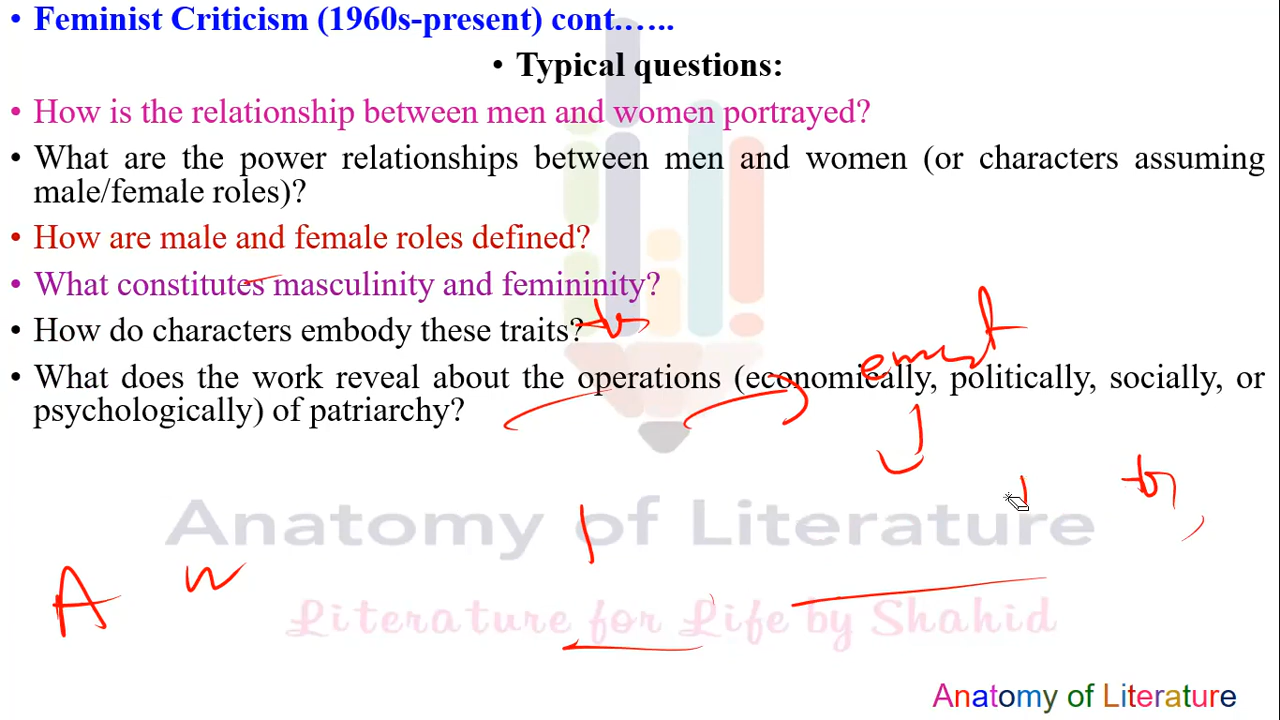 • Feminist Criticism (1960s-present) cont.…..
• Typical questions:
• How is the relationship between men and women portrayed?
• What are the power relationships between men and women (or characters assuming
male/female roles)?
• How are male and female roles defined?
• What constitutes masculinity and femininity?
• How do characters embody these traits?
• What does the work reveal about the operations (economically, politically, socially, or
psychologically) of patriarchy?
Anatomy of Literature
A
Literature for Life by Shahid
Anatomy of Literature